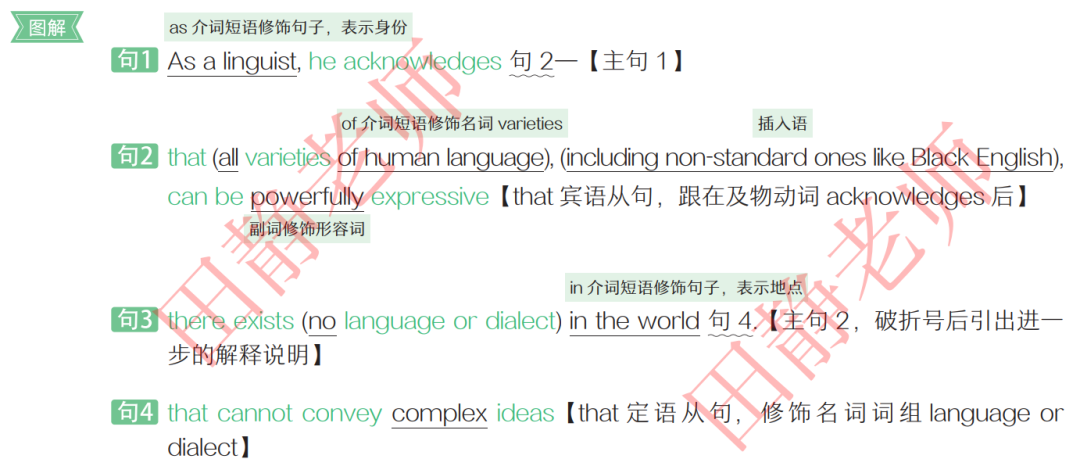 图解
as 介词短语修饰句子，表示身份
句1 As a linguist, he acknowledges 句 2—【主句 1】
of 介词短语修饰名词 varieties 插入语
句2 that (all varieties of human language), (including non-standard ones like Black English),
can be powerfully expressive【that 宾语从句，跟在及物动词 acknowledges 后】
副词修饰形容词
in 介词短语修饰句子，表示地点
句3 there exists (no language or dialect) in the world 句 4.【主句 2，破折号后引出进一
步的解释说明】
句4 that cannot convey complex ideas【that 定语从句，修饰名词词组 language or
dialect】
田静老师
田静老师